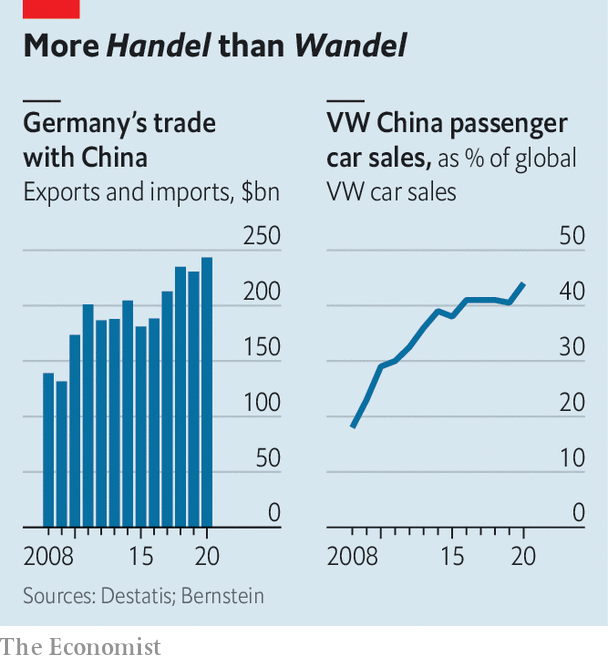 More Handel than Wandel
Germany's trade
with China
Exports and imports, $bn
250
200
150
100
50
0
2008
15
20
VW China passenger
car sales, as % of global
VW car sales
50
40
30
20
10
0
2008
15
20
Sources: Destatis; Bernstein
The Economist